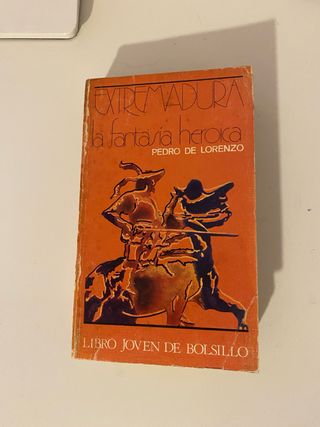 EXTREMADURA
la fantasía heroica
PEDRO DE LORENZO
LIBRO JOVEN DE BOLSILLO